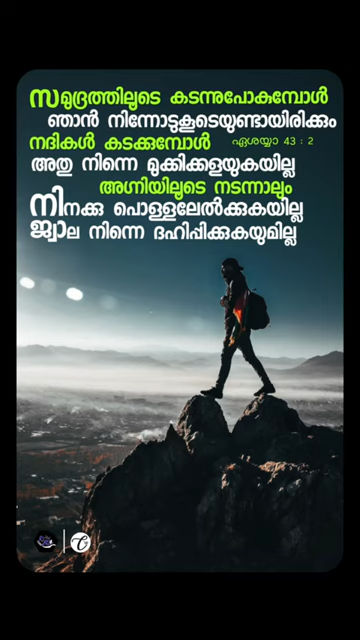 സമുദ്രത്തിലൂടെ കടന്നുപോകുമ്പോൾ
ഞാൻ നിന്നോടുകൂടെയുണ്ടായിരിക്കും
നദികൾ കടക്കുമ്പോൾ ഏശയ്യാ 43 : 2
അതു നിന്നെ മുക്കിക്കളയുകയില്ല
അഗ്നിയിലൂടെ നടന്നാലും
നിനക്കു പൊള്ളലേൽക്കുകയില്ല
ജ്വാല നിന്നെ ദഹിപ്പിക്കുകയുമില്ല